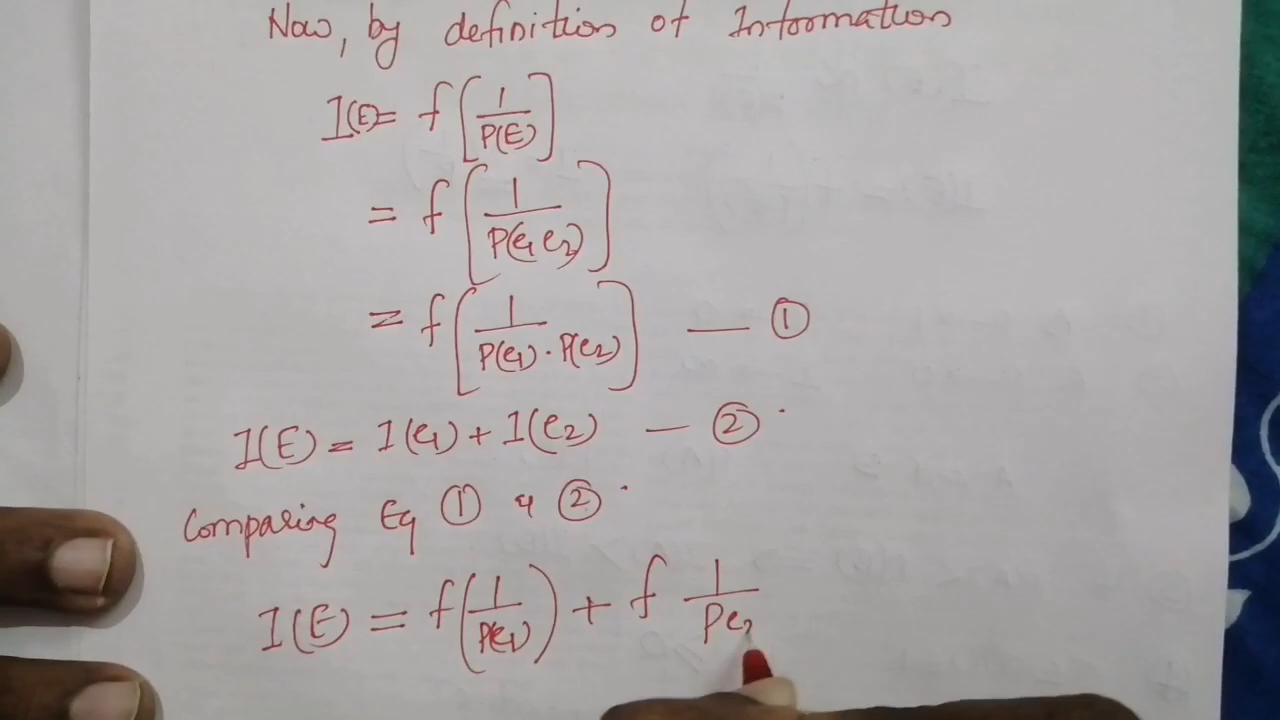 Now, by definition of Information
I(E) = f[1/P(E)]
= f[1/P(e1 e2)]
= f[1/P(e1) . P(e2)] — ①
I(E) = I(e1) + I(e2) — ②
Comparing Eq ① & ②
I(E) = f(1/P(e1)) + f 1/Pe2